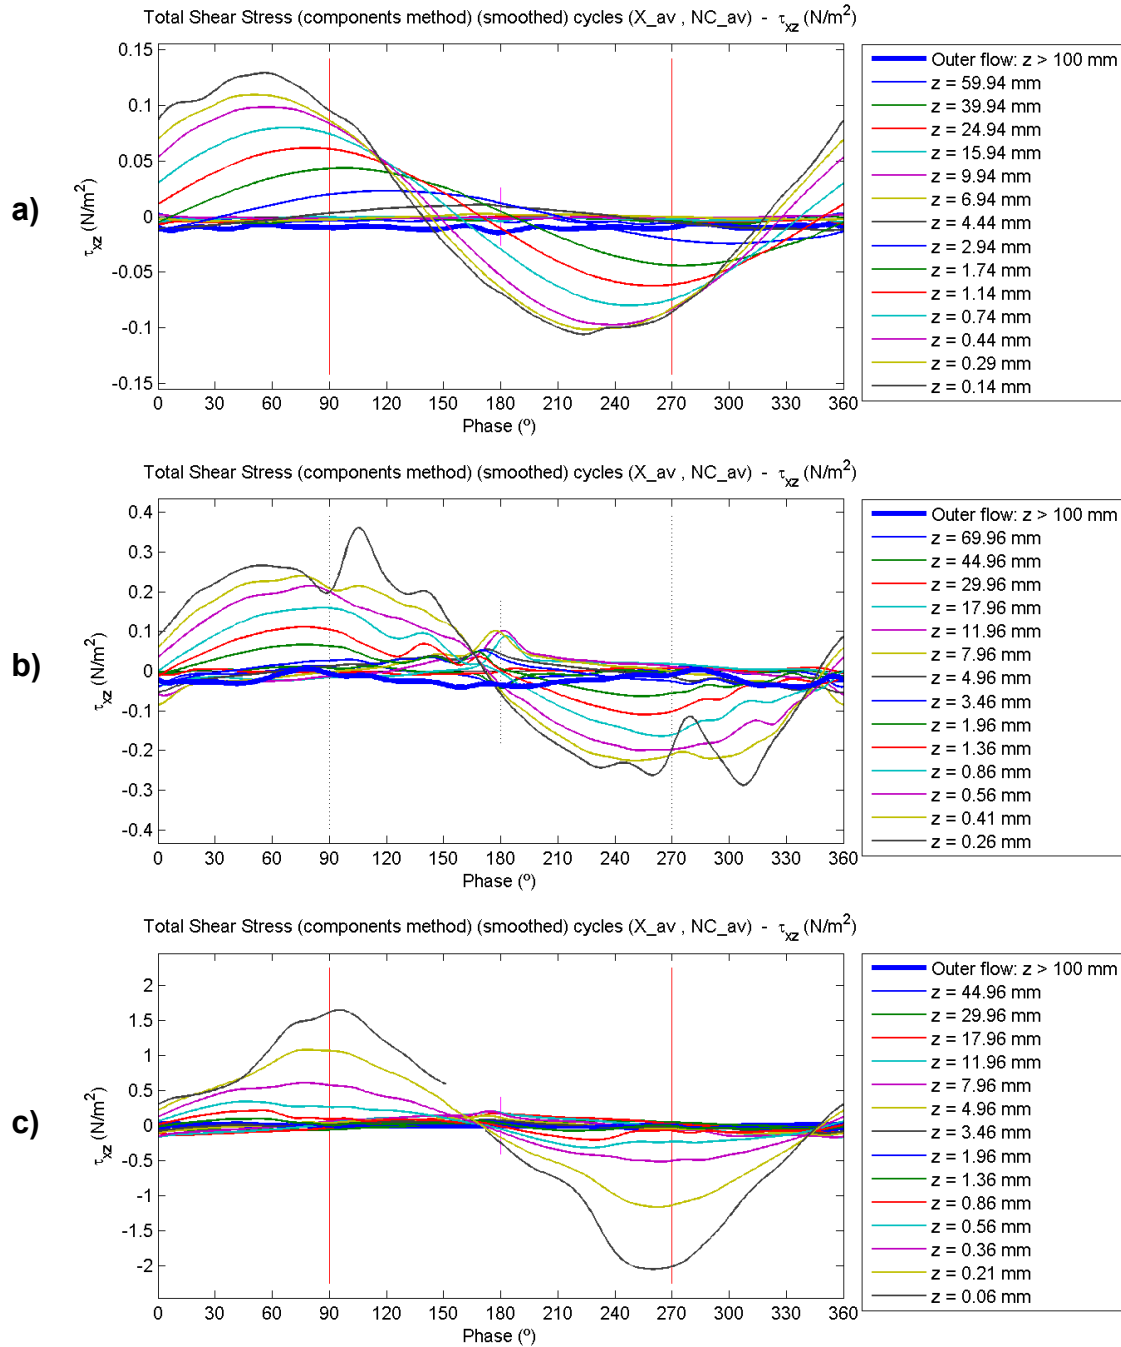 Total Shear Stress (components method) (smoothed) cycles (X_av , NC_av) - τxz (N/m²)
a)
τxz (N/m²)
0.15
0.1
0.05
0
-0.05
-0.1
-0.15
0 30 60 90 120 150 180 210 240 270 300 330 360
Phase (º)
Outer flow: z > 100 mm
z = 59.94 mm
z = 39.94 mm
z = 24.94 mm
z = 15.94 mm
z = 9.94 mm
z = 6.94 mm
z = 4.44 mm
z = 2.94 mm
z = 1.74 mm
z = 1.14 mm
z = 0.74 mm
z = 0.44 mm
z = 0.29 mm
z = 0.14 mm
Total Shear Stress (components method) (smoothed) cycles (X_av , NC_av) - τxz (N/m²)
b)
τxz (N/m²)
0.4
0.3
0.2
0.1
0
-0.1
-0.2
-0.3
-0.4
0 30 60 90 120 150 180 210 240 270 300 330 360
Phase (º)
Outer flow: z > 100 mm
z = 69.96 mm
z = 44.96 mm
z = 29.96 mm
z = 17.96 mm
z = 11.96 mm
z = 7.96 mm
z = 4.96 mm
z = 3.46 mm
z = 1.96 mm
z = 1.36 mm
z = 0.86 mm
z = 0.56 mm
z = 0.41 mm
z = 0.26 mm
Total Shear Stress (components method) (smoothed) cycles (X_av , NC_av) - τxz (N/m²)
c)
τxz (N/m²)
2
1.5
1
0.5
0
-0.5
-1
-1.5
-2
0 30 60 90 120 150 180 210 240 270 300 330 360
Phase (º)
Outer flow: z > 100 mm
z = 44.96 mm
z = 29.96 mm
z = 17.96 mm
z = 11.96 mm
z = 7.96 mm
z = 4.96 mm
z = 3.46 mm
z = 1.96 mm
z = 1.36 mm
z = 0.86 mm
z = 0.56 mm
z = 0.36 mm
z = 0.21 mm
z = 0.06 mm